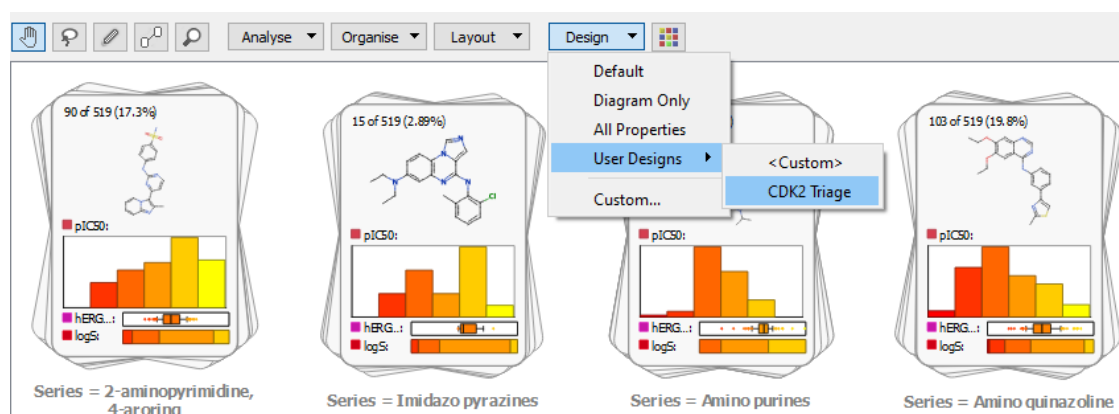 Analyse
Organise
Layout
Design
Default
Diagram Only
All Properties
User Designs
Custom...
<Custom>
CDK2 Triage
90 of 519 (17.3%)
Cl
pIC50:
hERG...:
logS:
Series = 2-aminopyrimidine,
4-aroring
15 of 519 (2.89%)
pIC50:
hERG...:
logS:
Series = Imidazo pyrazines
pIC50:
hERG...:
logS:
Series = Amino purines
103 of 519 (19.8%)
pIC50:
hERG...:
logS:
Series = Amino quinazoline